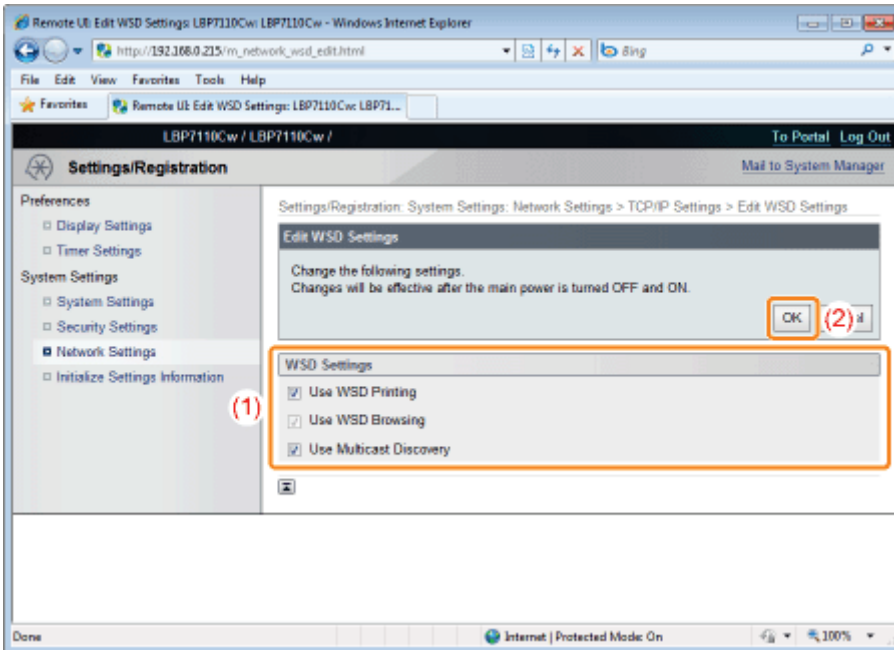 Remote UI: Edit WSD Settings: LBP7110Cw: LBP7110Cw - Windows Internet Explorer
http://192.168.0.215/m_network_wsd_edit.html
Bing
File Edit View Favorites Tools Help
Favorites
Remote UI: Edit WSD Settings: LBP7110Cw: LBP71...
LBP7110Cw / LBP7110Cw /
To Portal Log Out
Settings/Registration
Mail to System Manager
Preferences
Display Settings
Timer Settings
System Settings
System Settings
Security Settings
Network Settings
Initialize Settings Information
Settings/Registration: System Settings: Network Settings > TCP/IP Settings > Edit WSD Settings
Edit WSD Settings
Change the following settings.
Changes will be effective after the main power is turned OFF and ON.
OK
(2)
(1)
WSD Settings
Use WSD Printing
Use WSD Browsing
Use Multicast Discovery
Done
Internet | Protected Mode: On
100%